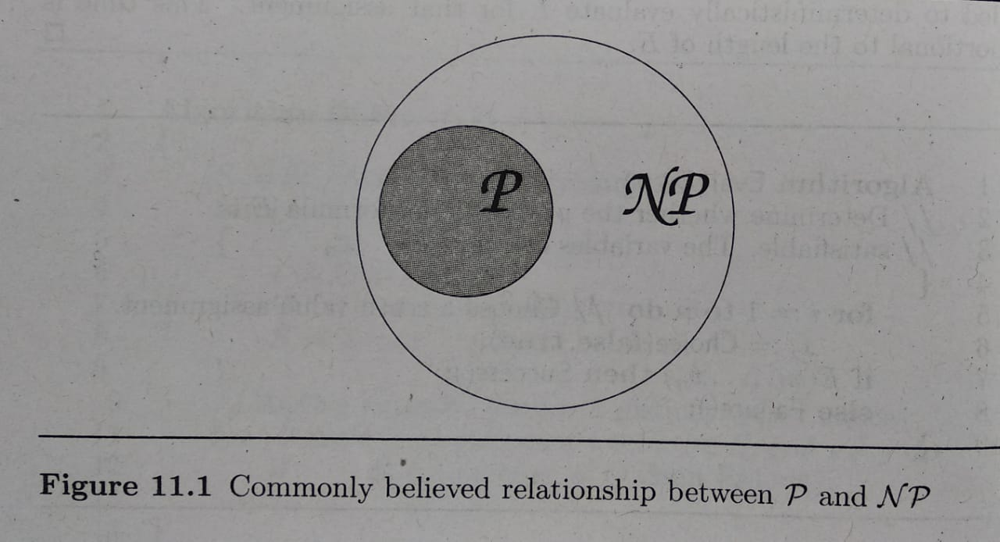 P
NP
Figure 11.1 Commonly believed relationship between P and NP